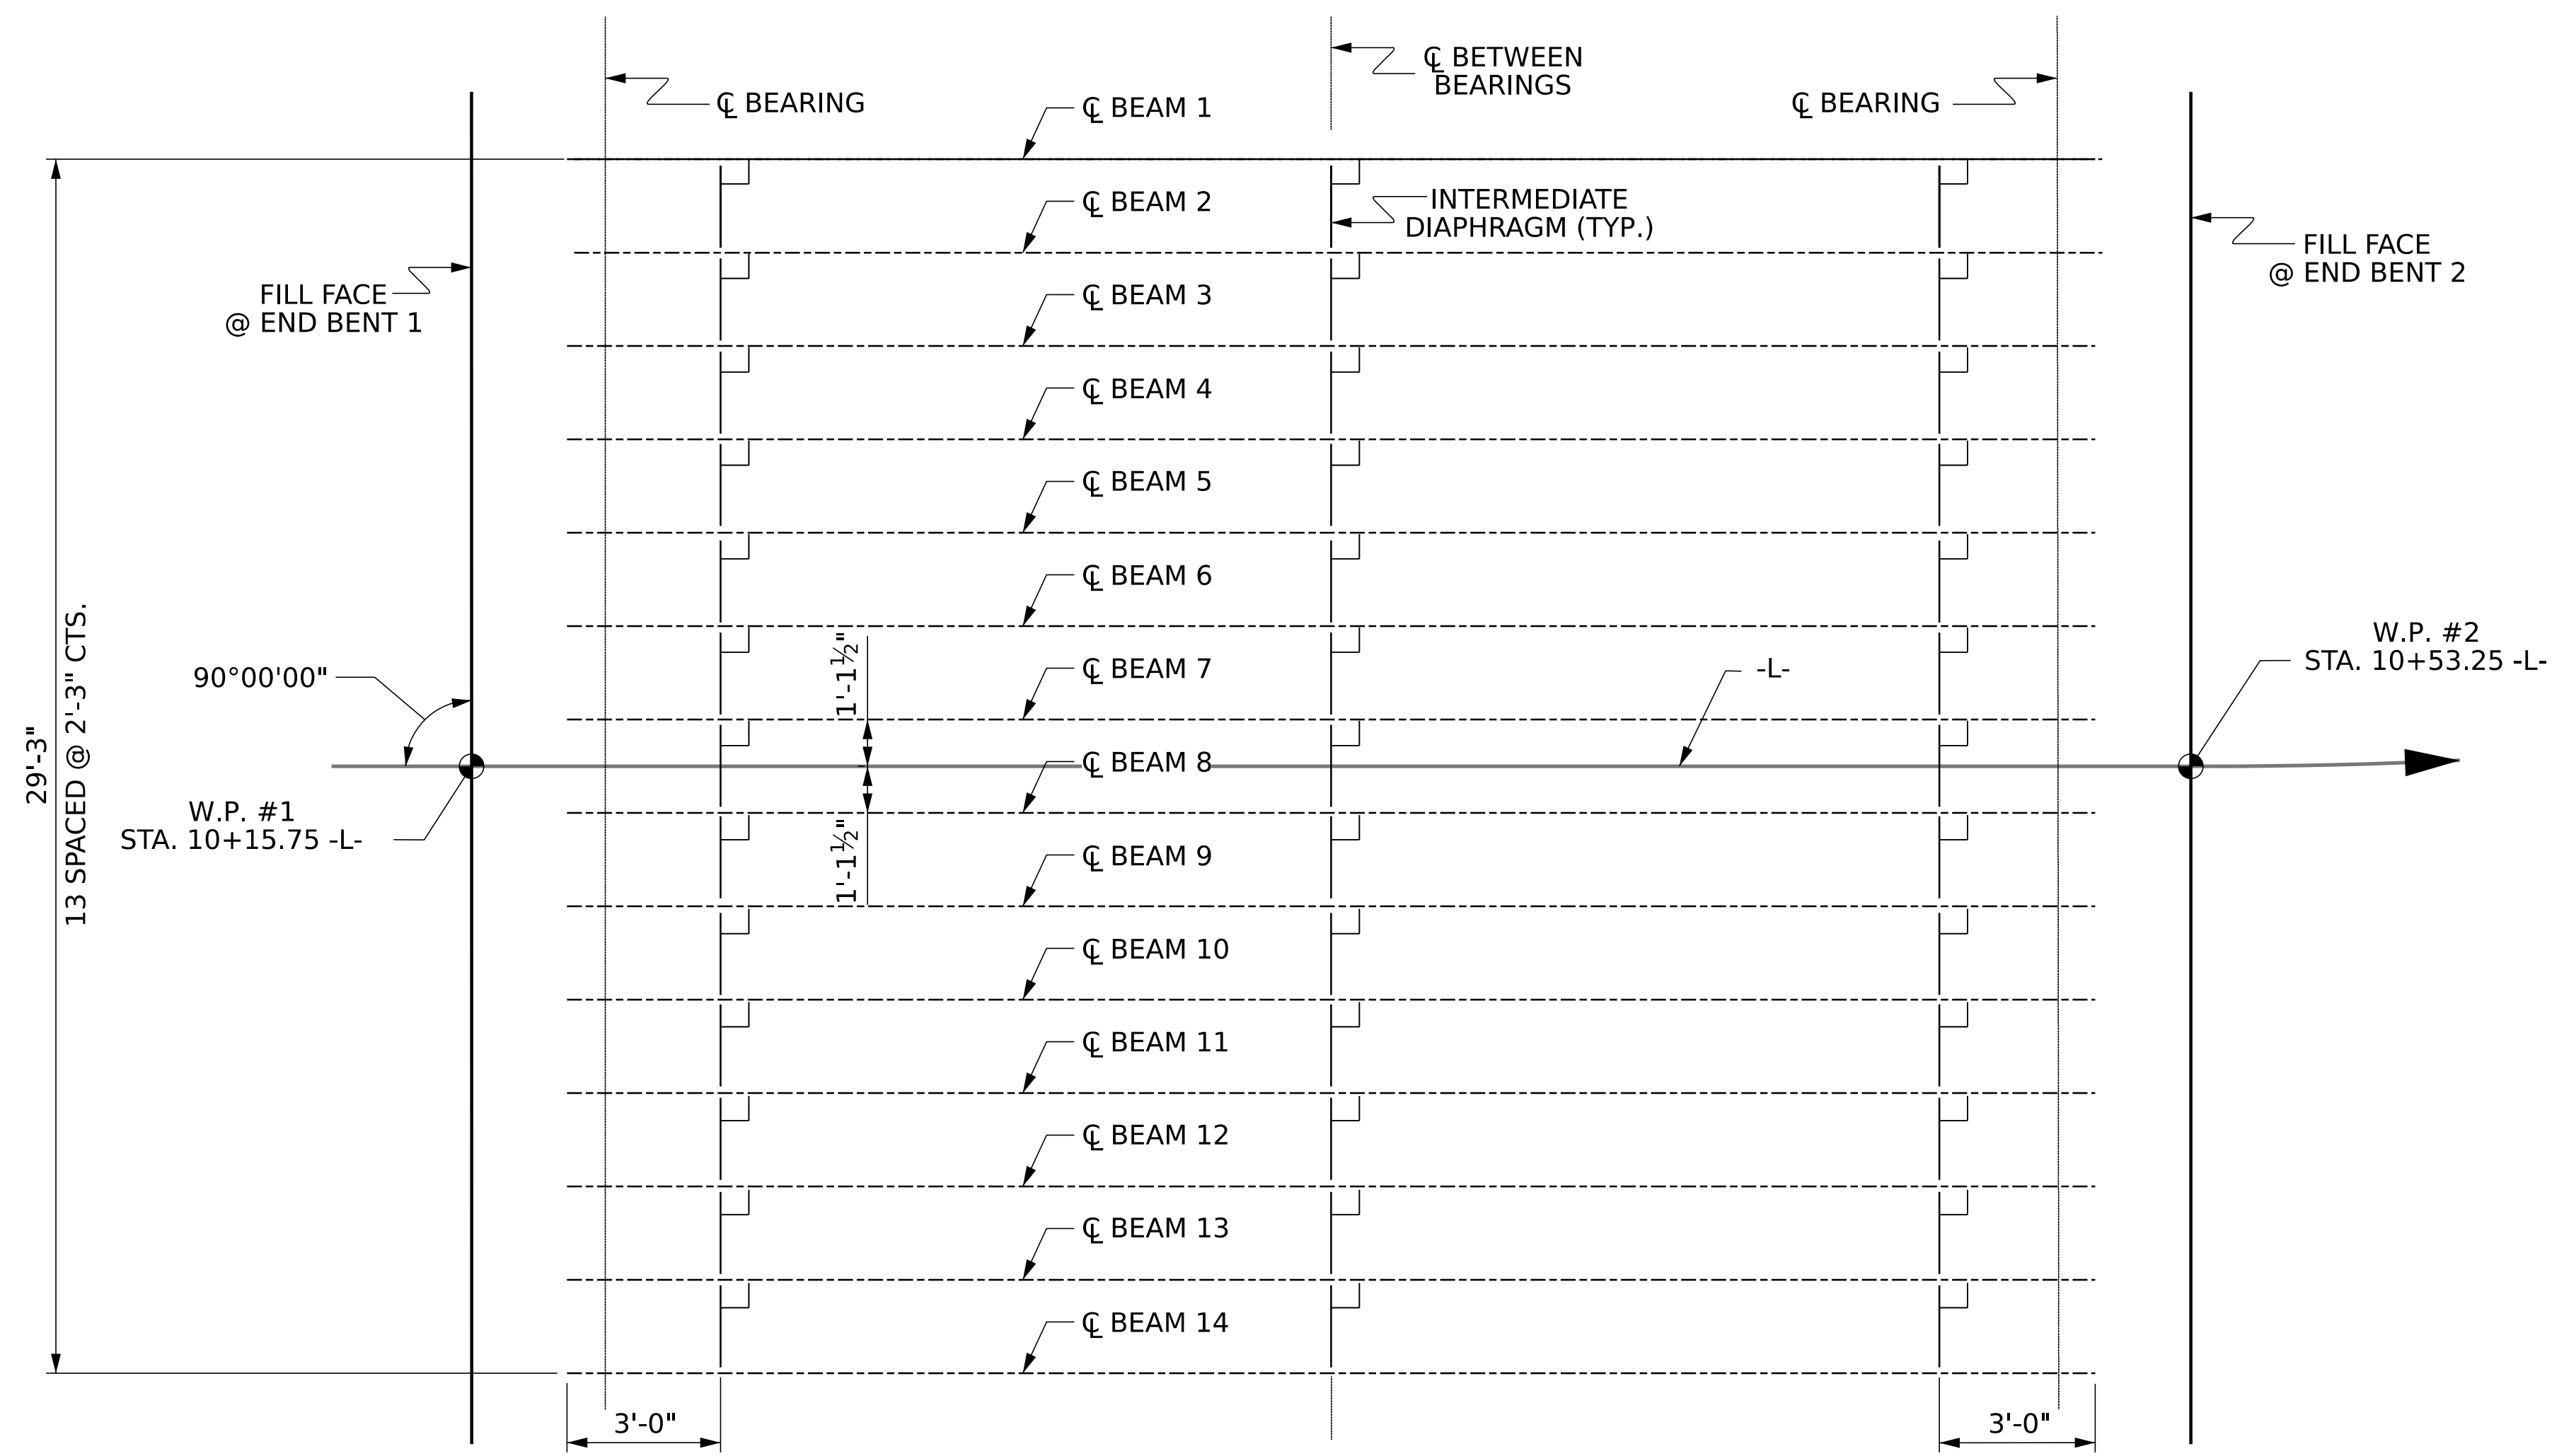 ℄ BETWEEN
BEARINGS
℄ BEARING
℄ BEARING
℄ BEAM 1
℄ BEAM 2
INTERMEDIATE
DIAPHRAGM (TYP.)
FILL FACE
@ END BENT 2
FILL FACE
@ END BENT 1
℄ BEAM 3
℄ BEAM 4
℄ BEAM 5
℄ BEAM 6
1'-1½"
℄ BEAM 7
-L-
W.P. #2
STA. 10+53.25 -L-
90°00'00"
29'-3"
13 SPACED @ 2'-3" CTS.
℄ BEAM 8
W.P. #1
STA. 10+15.75 -L-
1'-1½"
℄ BEAM 9
℄ BEAM 10
℄ BEAM 11
℄ BEAM 12
℄ BEAM 13
℄ BEAM 14
3'-0"
3'-0"